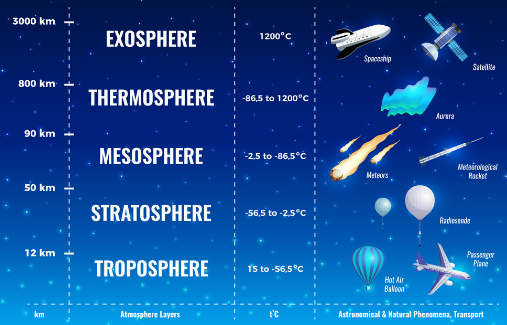 3000 km
EXOSPHERE
1200°C
Spaceship
Satellite
800 km
THERMOSPHERE
-86,5 to 1200°C
Aurora
90 km
MESOSPHERE
-2,5 to -86,5°C
Meteors
Meteorological
Rocket
50 km
STRATOSPHERE
-56,5 to -2,5°C
Radiosonde
12 km
TROPOSPHERE
15 to -56,5°C
Hot Air
Balloon
Passenger
Plane
km
Atmosphere Layers
t°C
Astronomical & Natural Phenomena, Transport